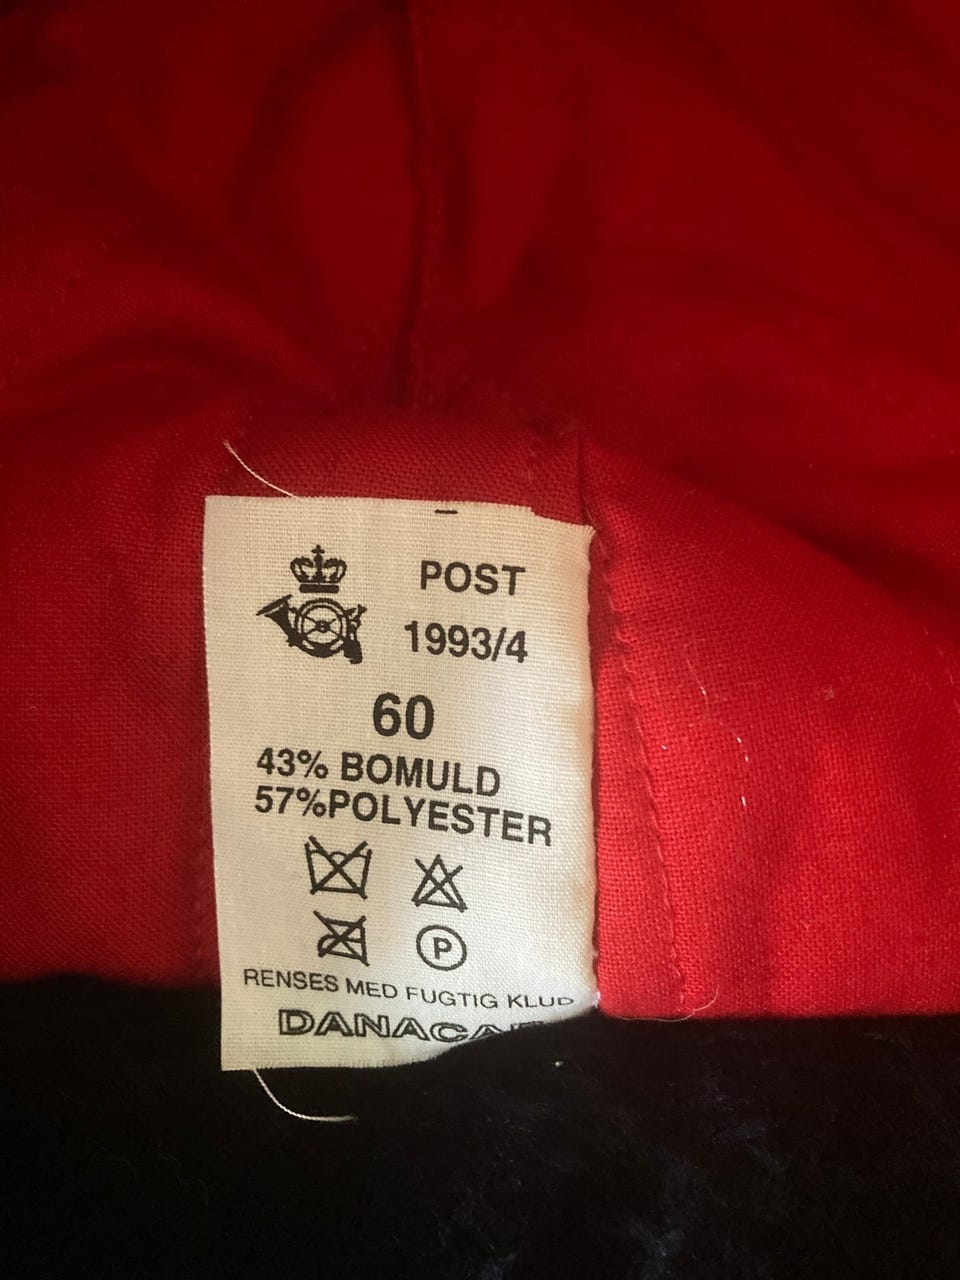 POST
1993/4
60
43% BOMULD
57%POLYESTER
P
RENSES MED FUGTIG KLUD